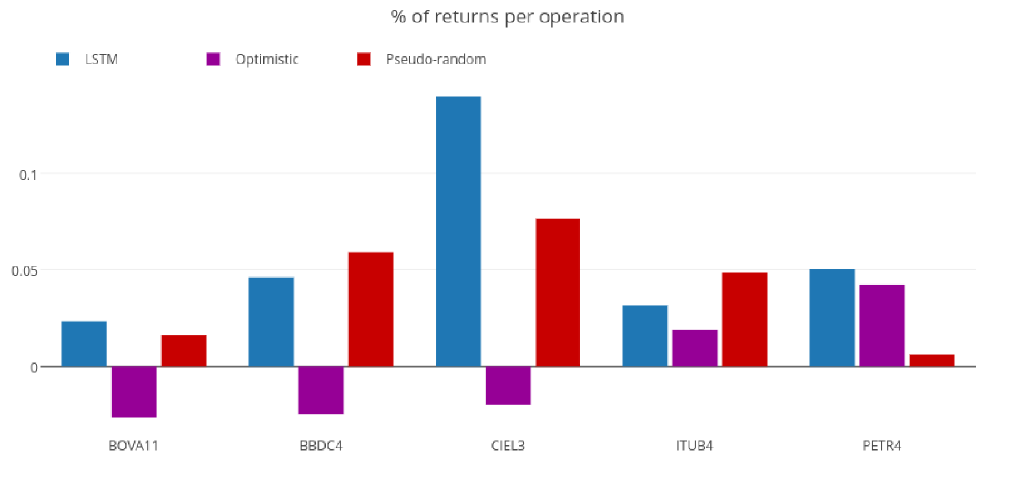 % of returns per operation
LSTM Optimistic Pseudo-random
0.1
0.05
0
BOVA11 BBDC4 CIEL3 ITUB4 PETR4